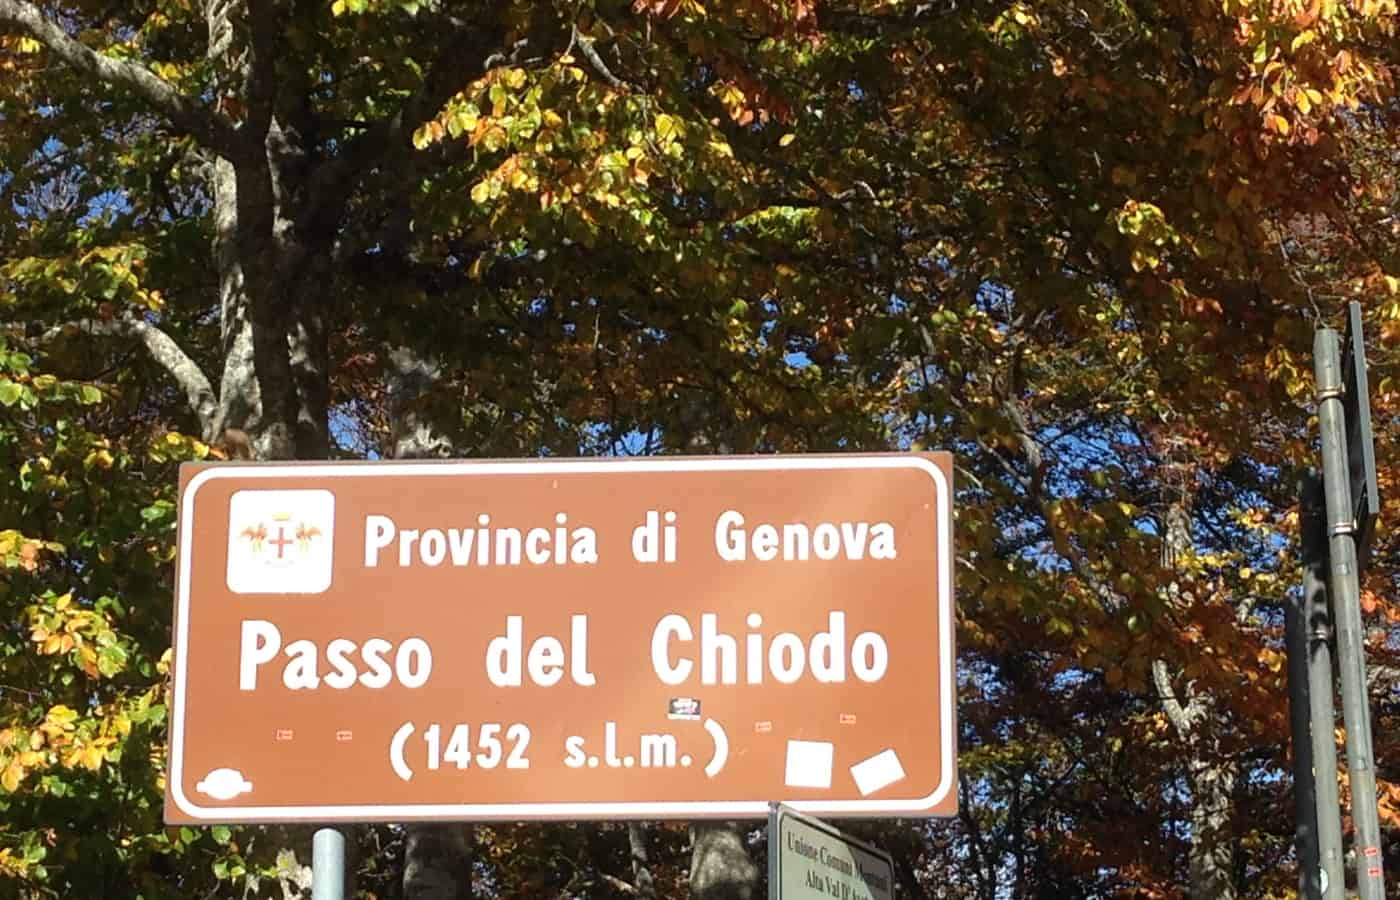 Provincia di Genova
Passo del Chiodo
(1452 s.l.m.)
Unione Comuni Montani
Alta Val